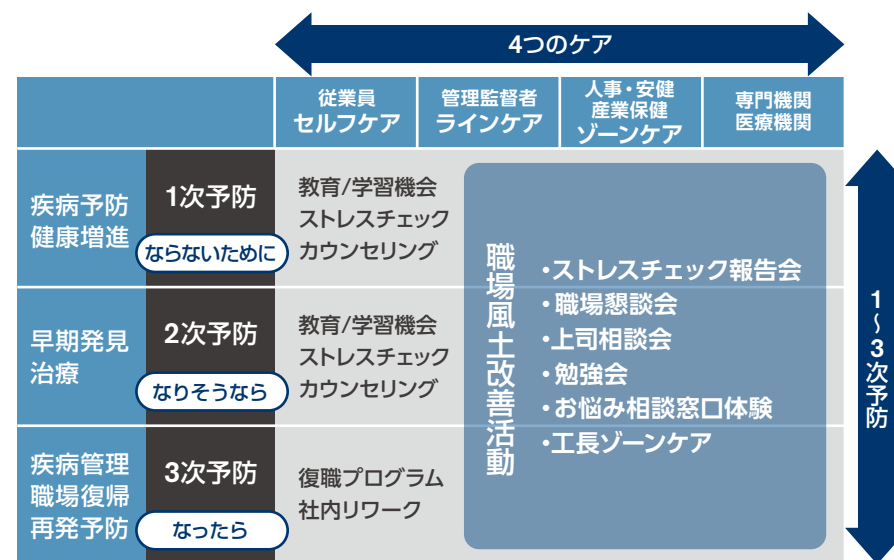 4つのケア
従業員
セルフケア
管理監督者
ラインケア
人事・安健
産業保健
ゾーンケア
専門機関
医療機関
疾病予防
健康増進
1次予防
ならないために
教育/学習機会
ストレスチェック
カウンセリング
早期発見
治療
2次予防
なりそうなら
教育/学習機会
ストレスチェック
カウンセリング
疾病管理
職場復帰
再発予防
3次予防
なったら
復職プログラム
社内リワーク
職場風土改善活動
・ストレスチェック報告会
・職場懇談会
・上司相談会
・勉強会
・お悩み相談窓口体験
・工長ゾーンケア
1〜3次予防